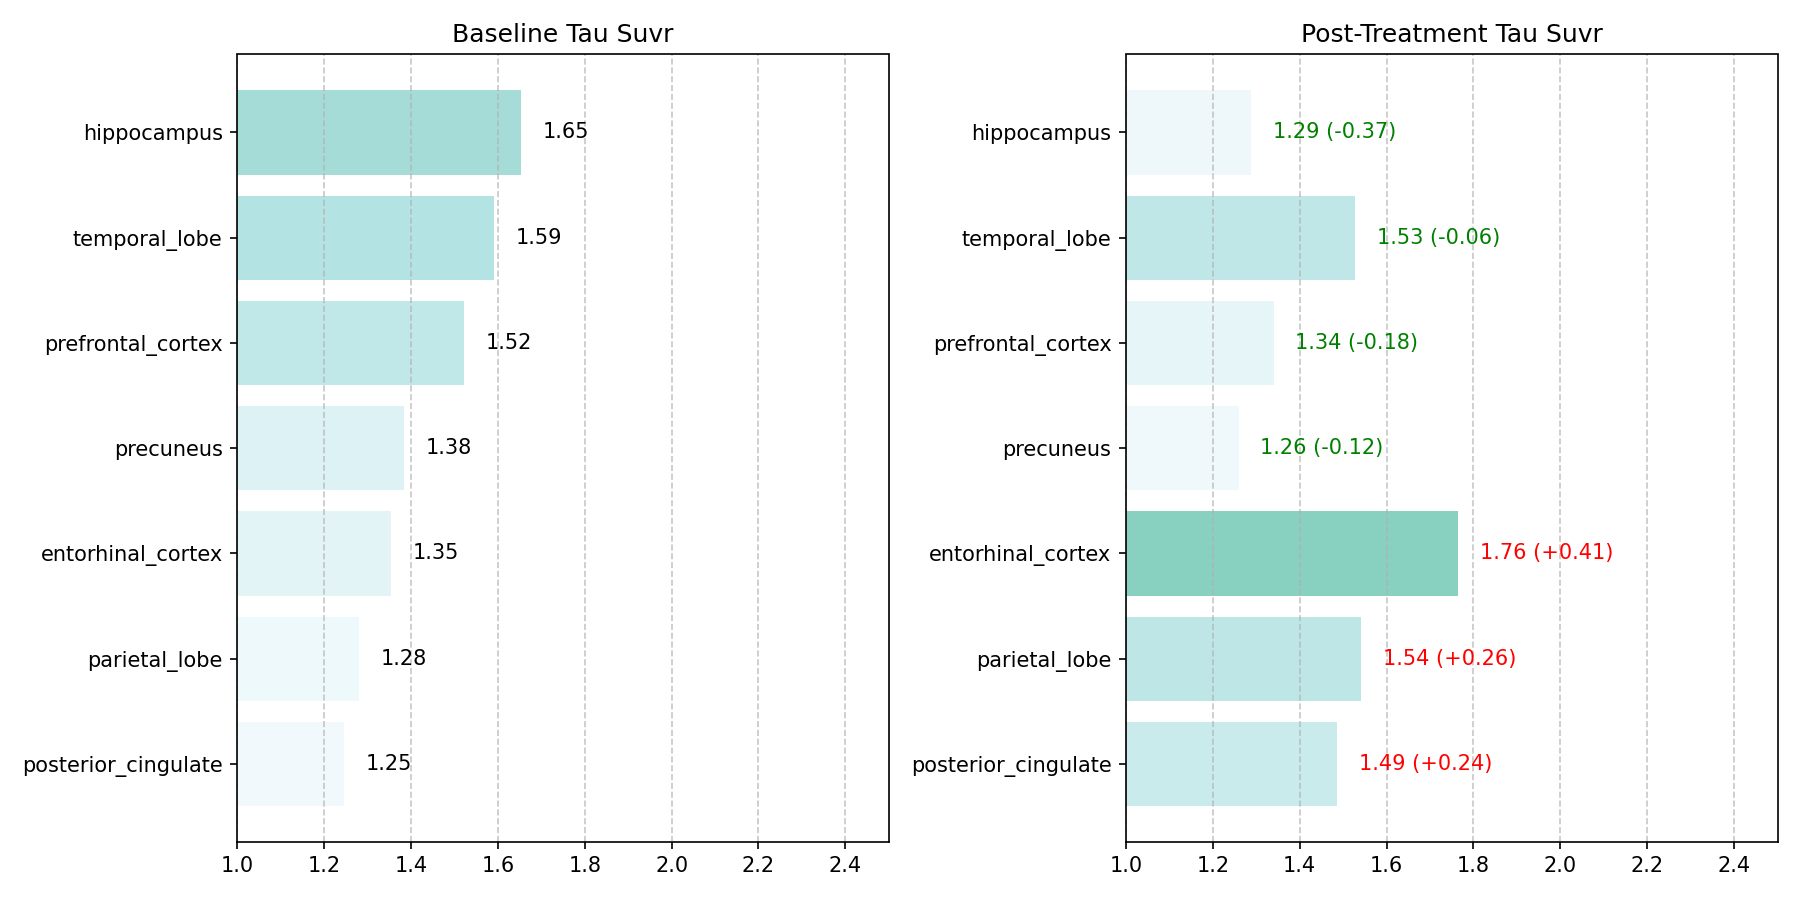 Baseline Tau Suvr
hippocampus 1.65
temporal_lobe 1.59
prefrontal_cortex 1.52
precuneus 1.38
entorhinal_cortex 1.35
parietal_lobe 1.28
posterior_cingulate 1.25
1.0 1.2 1.4 1.6 1.8 2.0 2.2 2.4
Post-Treatment Tau Suvr
hippocampus 1.29 (-0.37)
temporal_lobe 1.53 (-0.06)
prefrontal_cortex 1.34 (-0.18)
precuneus 1.26 (-0.12)
entorhinal_cortex 1.76 (+0.41)
parietal_lobe 1.54 (+0.26)
posterior_cingulate 1.49 (+0.24)
1.0 1.2 1.4 1.6 1.8 2.0 2.2 2.4